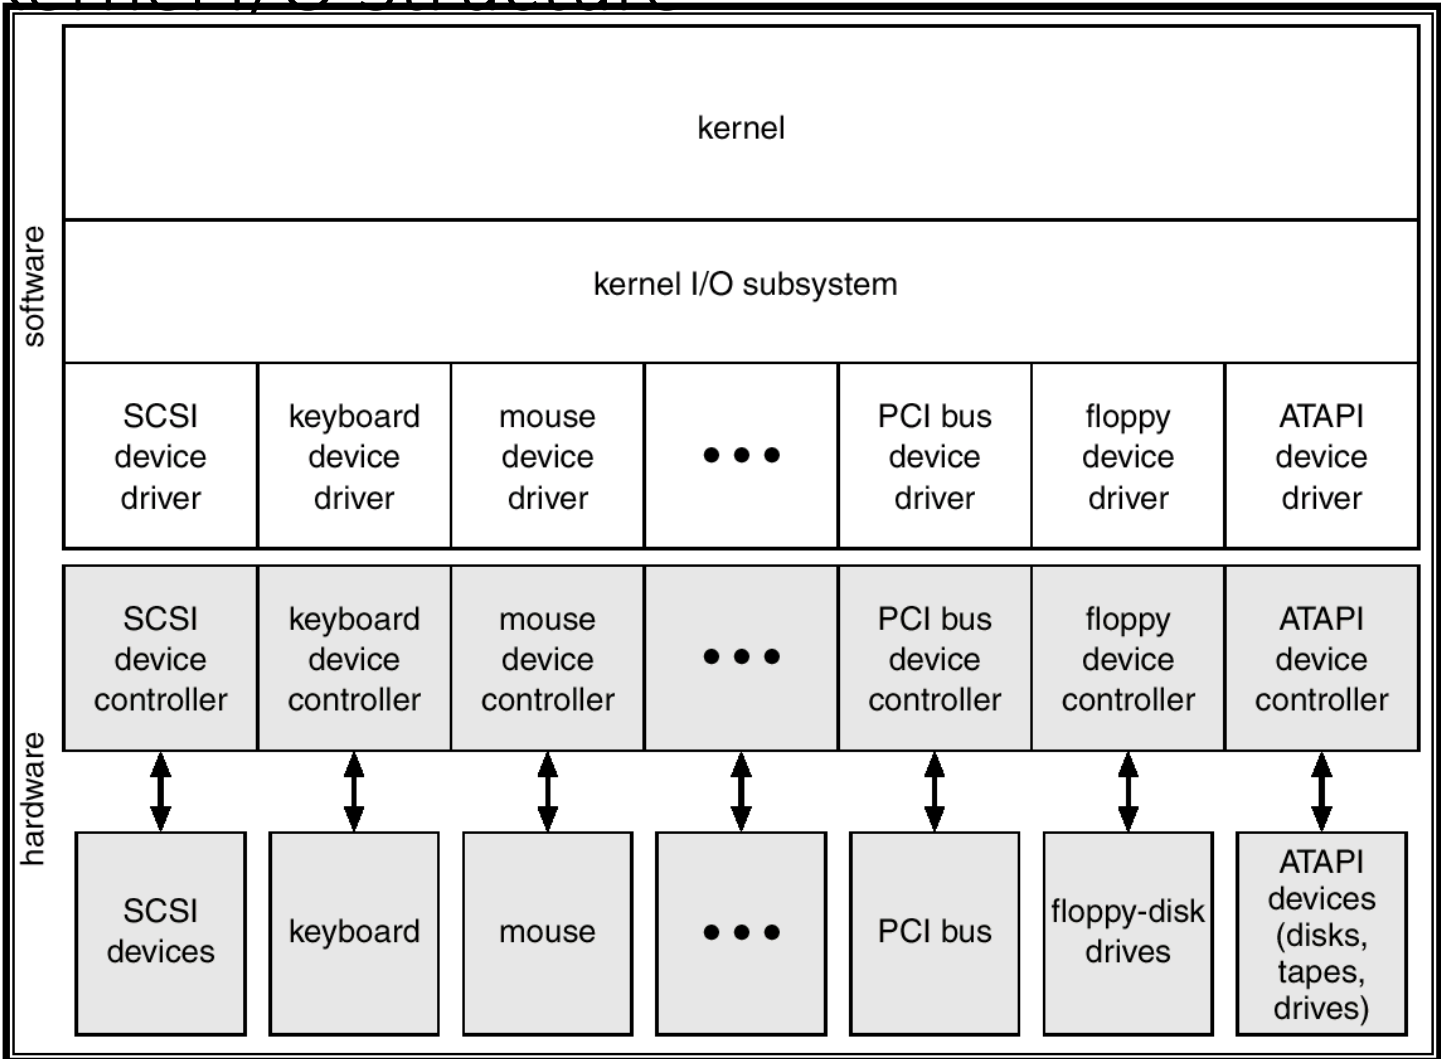 kernel I/O structure
kernel
software
kernel I/O subsystem
SCSI
device
driver
keyboard
device
driver
mouse
device
driver
●●●
PCI bus
device
driver
floppy
device
driver
ATAPI
device
driver
hardware
SCSI
device
controller
keyboard
device
controller
mouse
device
controller
●●●
PCI bus
device
controller
floppy
device
controller
ATAPI
device
controller
SCSI
devices
keyboard
mouse
●●●
PCI bus
floppy-disk
drives
ATAPI
devices
(disks,
tapes,
drives)